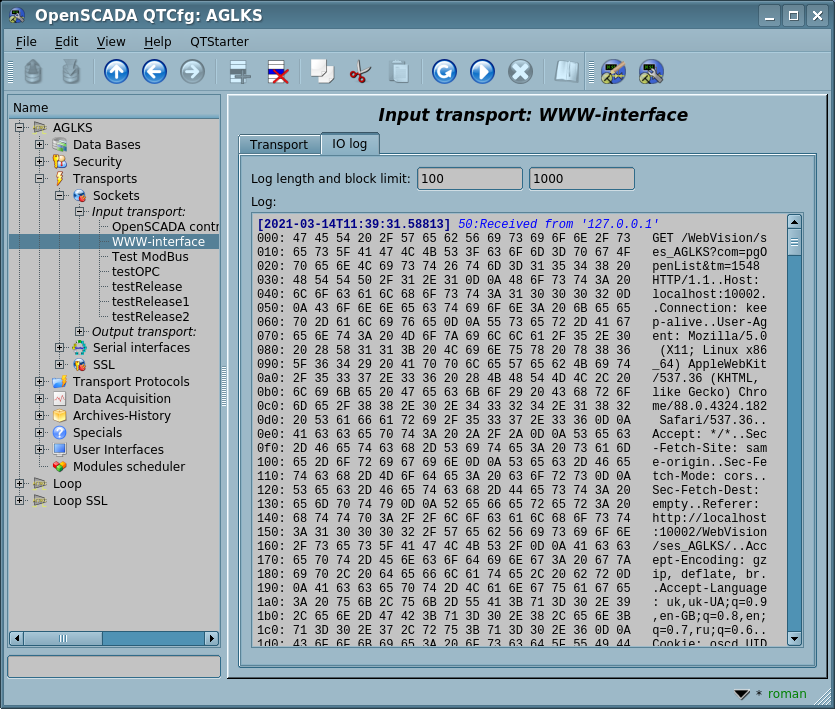 OpenSCADA QTCfg: AGLKS
File Edit View Help QTStarter
Name
AGLKS
Data Bases
Security
Transports
Sockets
Input transport:
OpenSCADA contr
WWW-interface
Test ModBus
testOPC
testRelease
testRelease1
testRelease2
Output transport:
Serial interfaces
SSL
Transport Protocols
Data Acquisition
Archives-History
Specials
User Interfaces
Modules scheduler
Loop
Loop SSL
Input transport: WWW-interface
Transport IO log
Log length and block limit: 100 1000
Log:
[2021-03-14T11:39:31.58813] 50:Received from '127.0.0.1'
000: 47 45 54 20 2F 57 65 62 56 69 73 69 6F 6E 2F 73 GET /WebVision/s
010: 65 73 5F 41 47 4C 4B 53 3F 63 6F 6D 3D 70 67 4F es_AGLKS?com=pgO
020: 70 65 6E 4C 69 73 74 26 74 6D 3D 31 35 34 38 20 penList&tm=1548
030: 48 54 54 50 2F 31 2E 31 0D 0A 48 6F 73 74 3A 20 HTTP/1.1..Host:
040: 6C 6F 63 61 6C 68 6F 73 74 3A 31 30 30 30 32 0D localhost:10002.
050: 0A 43 6F 6E 6E 65 63 74 69 6F 6E 3A 20 6B 65 65 .Connection: kee
060: 70 2D 61 6C 69 76 65 0D 0A 55 73 65 72 2D 41 67 p-alive..User-Ag
070: 65 6E 74 3A 20 4D 6F 7A 69 6C 6C 61 2F 35 2E 30 ent: Mozilla/5.0
080: 20 28 58 31 31 3B 20 4C 69 6E 75 78 20 78 38 36 (X11; Linux x86
090: 5F 36 34 29 20 41 70 70 6C 65 57 65 62 4B 69 74 _64) AppleWebKit
0a0: 2F 35 33 37 2E 33 36 20 28 4B 48 54 4D 4C 2C 20 /537.36 (KHTML,
0b0: 6C 69 6B 65 20 47 65 63 6B 6F 29 20 43 68 72 6F like Gecko) Chro
0c0: 6D 65 2F 38 38 2E 30 2E 34 33 32 34 2E 31 38 32 me/88.0.4324.182
0d0: 20 53 61 66 61 72 69 2F 35 33 37 2E 33 36 0D 0A Safari/537.36..
0e0: 41 63 63 65 70 74 3A 20 2A 2F 2A 0D 0A 53 65 63 Accept: */*..Sec
0f0: 2D 46 65 74 63 68 2D 53 69 74 65 3A 20 73 61 6D -Fetch-Site: sam
100: 65 2D 6F 72 69 67 69 6E 0D 0A 53 65 63 2D 46 65 e-origin..Sec-Fe
110: 74 63 68 2D 4D 6F 64 65 3A 20 63 6F 72 73 0D 0A tch-Mode: cors..
120: 53 65 63 2D 46 65 74 63 68 2D 44 65 73 74 3A 20 Sec-Fetch-Dest:
130: 65 6D 70 74 79 0D 0A 52 65 66 65 72 65 72 3A 20 empty..Referer:
140: 68 74 74 70 3A 2F 2F 6C 6F 63 61 6C 68 6F 73 74 http://localhost
150: 3A 31 30 30 30 32 2F 57 65 62 56 69 73 69 6F 6E :10002/WebVision
160: 2F 73 65 73 5F 41 47 4C 4B 53 2F 0D 0A 41 63 63 /ses_AGLKS/..Acc
170: 65 70 74 2D 45 6E 63 6F 64 69 6E 67 3A 20 67 7A ept-Encoding: gz
180: 69 70 2C 20 64 65 66 6C 61 74 65 2C 20 62 72 0D ip, deflate, br.
190: 0A 41 63 63 65 70 74 2D 4C 61 6E 67 75 61 67 65 .Accept-Language
1a0: 3A 20 75 6B 2C 75 6B 2D 55 41 3B 71 3D 30 2E 39 : uk,uk-UA;q=0.9
1b0: 2C 65 6E 2D 47 42 3B 71 3D 30 2E 38 2C 65 6E 3B ,en-GB;q=0.8,en;
1c0: 71 3D 30 2E 37 2C 72 75 3B 71 3D 30 2E 36 0D 0A q=0.7,ru;q=0.6..
1d0: 43 6F 6F 6B 69 65 3A 20 6F 73 63 64 5F 55 49 44 Cookie: oscd_UID
* roman